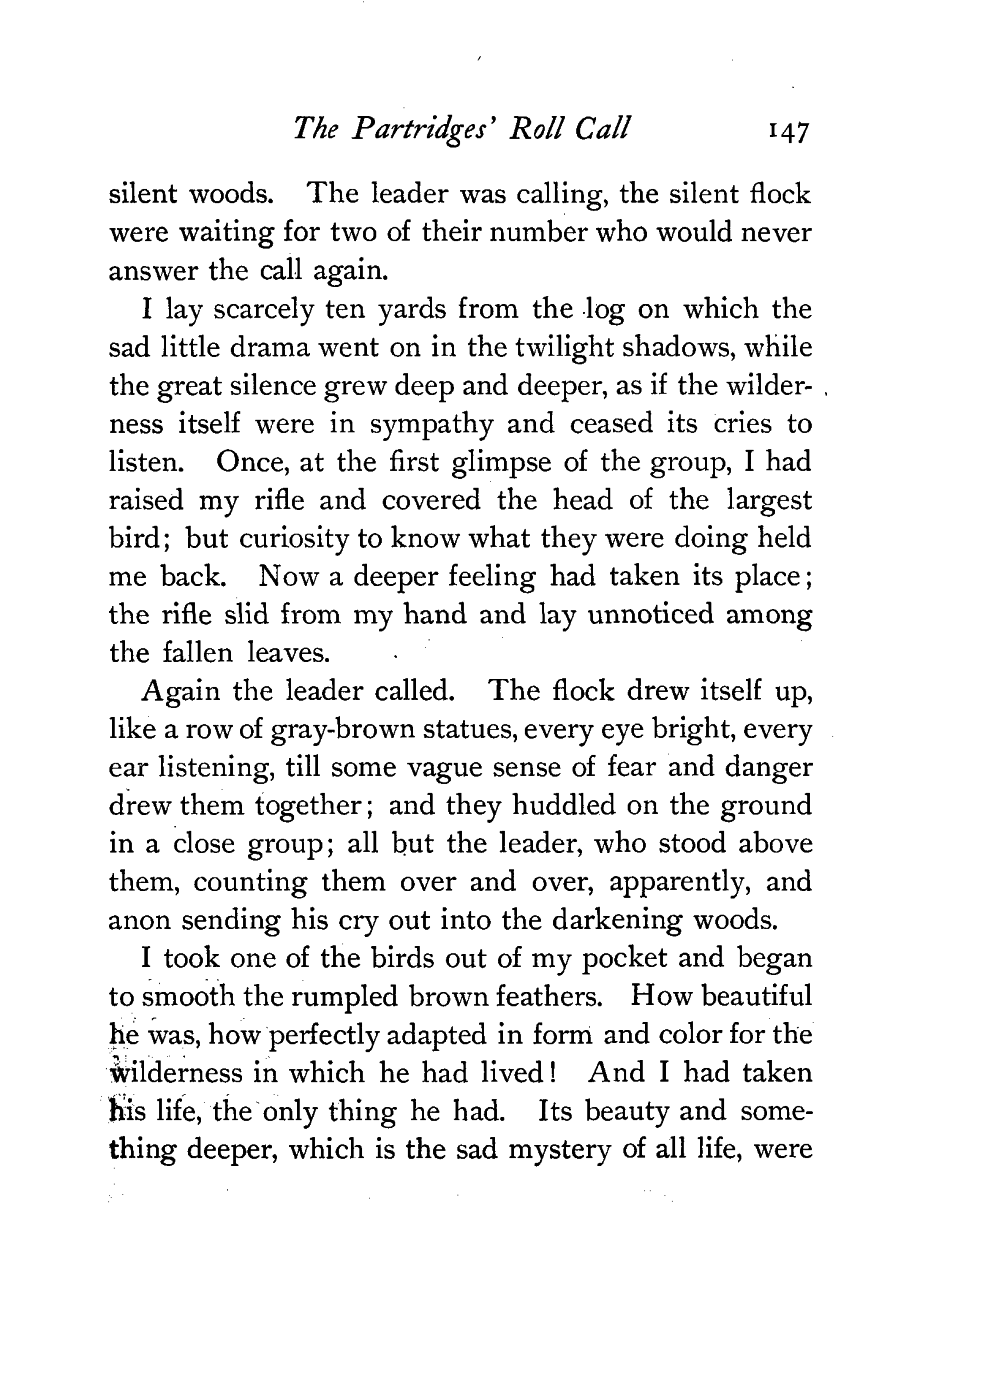 The Partridges' Roll Call 147
silent woods. The leader was calling, the silent flock
were waiting for two of their number who would never
answer the call again.
I lay scarcely ten yards from the log on which the
sad little drama went on in the twilight shadows, while
the great silence grew deep and deeper, as if the wilder-
ness itself were in sympathy and ceased its cries to
listen. Once, at the first glimpse of the group, I had
raised my rifle and covered the head of the largest
bird; but curiosity to know what they were doing held
me back. Now a deeper feeling had taken its place;
the rifle slid from my hand and lay unnoticed among
the fallen leaves.
Again the leader called. The flock drew itself up,
like a row of gray-brown statues, every eye bright, every
ear listening, till some vague sense of fear and danger
drew them together; and they huddled on the ground
in a close group; all but the leader, who stood above
them, counting them over and over, apparently, and
anon sending his cry out into the darkening woods.
I took one of the birds out of my pocket and began
to smooth the rumpled brown feathers. How beautiful
he was, how perfectly adapted in form and color for the
wilderness in which he had lived! And I had taken
his life, the only thing he had. Its beauty and some-
thing deeper, which is the sad mystery of all life, were